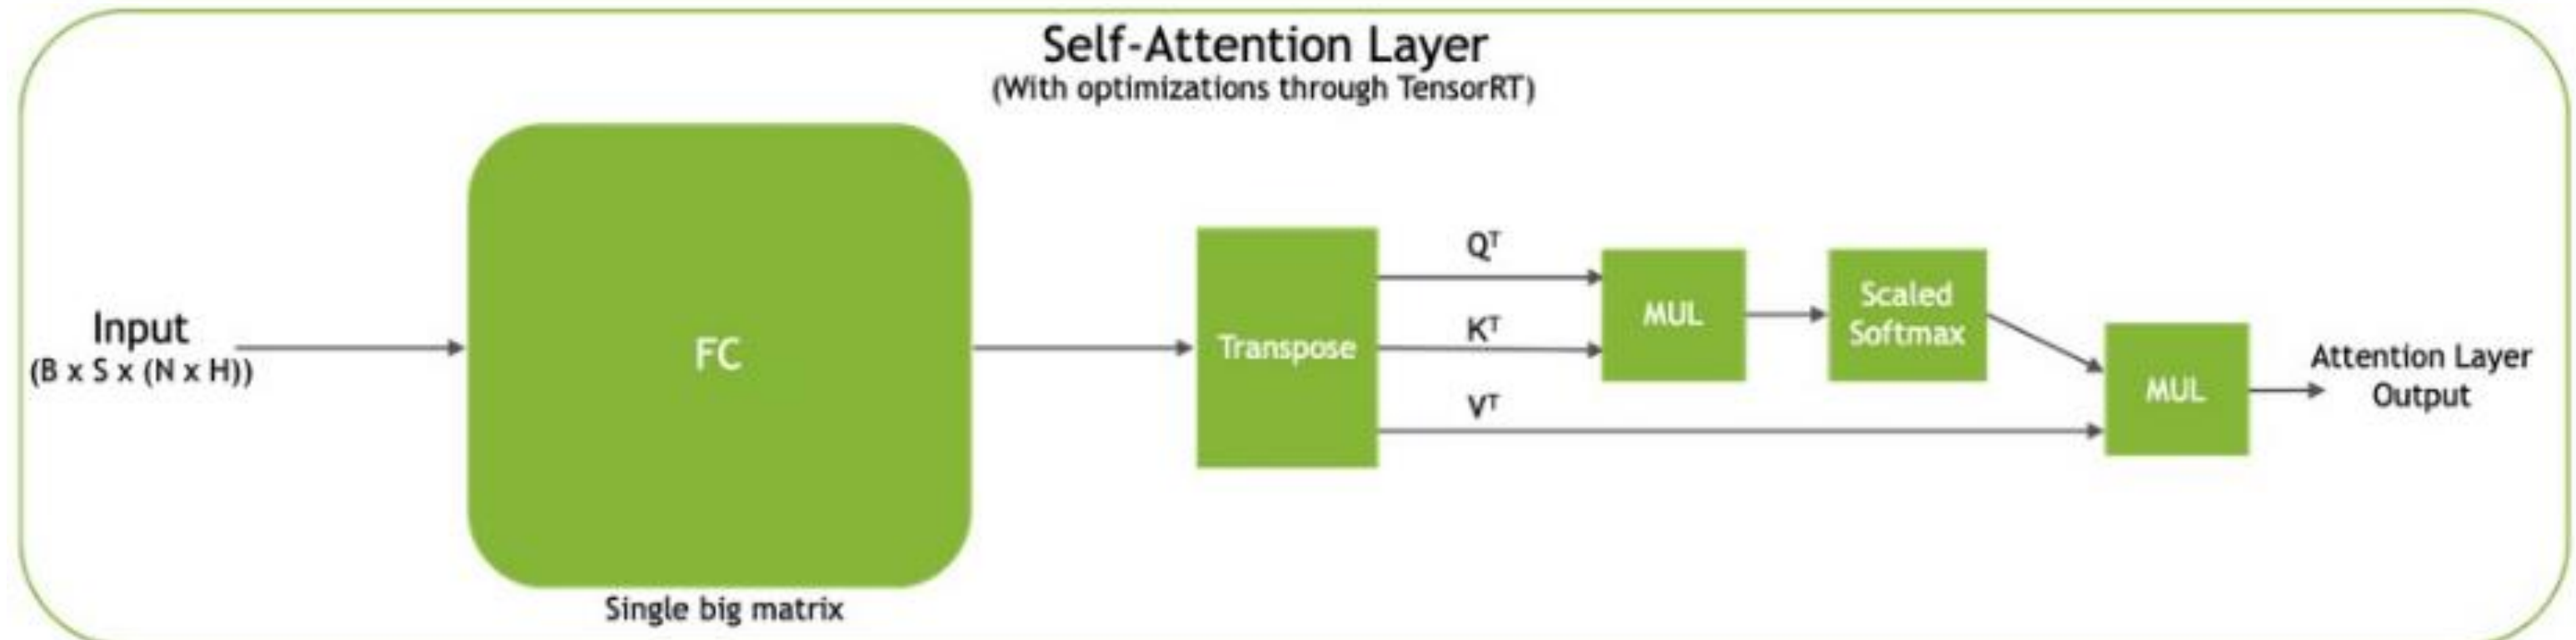 Self-Attention Layer
(With optimizations through TensorRT)
Input
(B x S x (N x H))
FC
Single big matrix
Transpose
Qᵀ
Kᵀ
Vᵀ
MUL
Scaled
Softmax
MUL
Attention Layer
Output